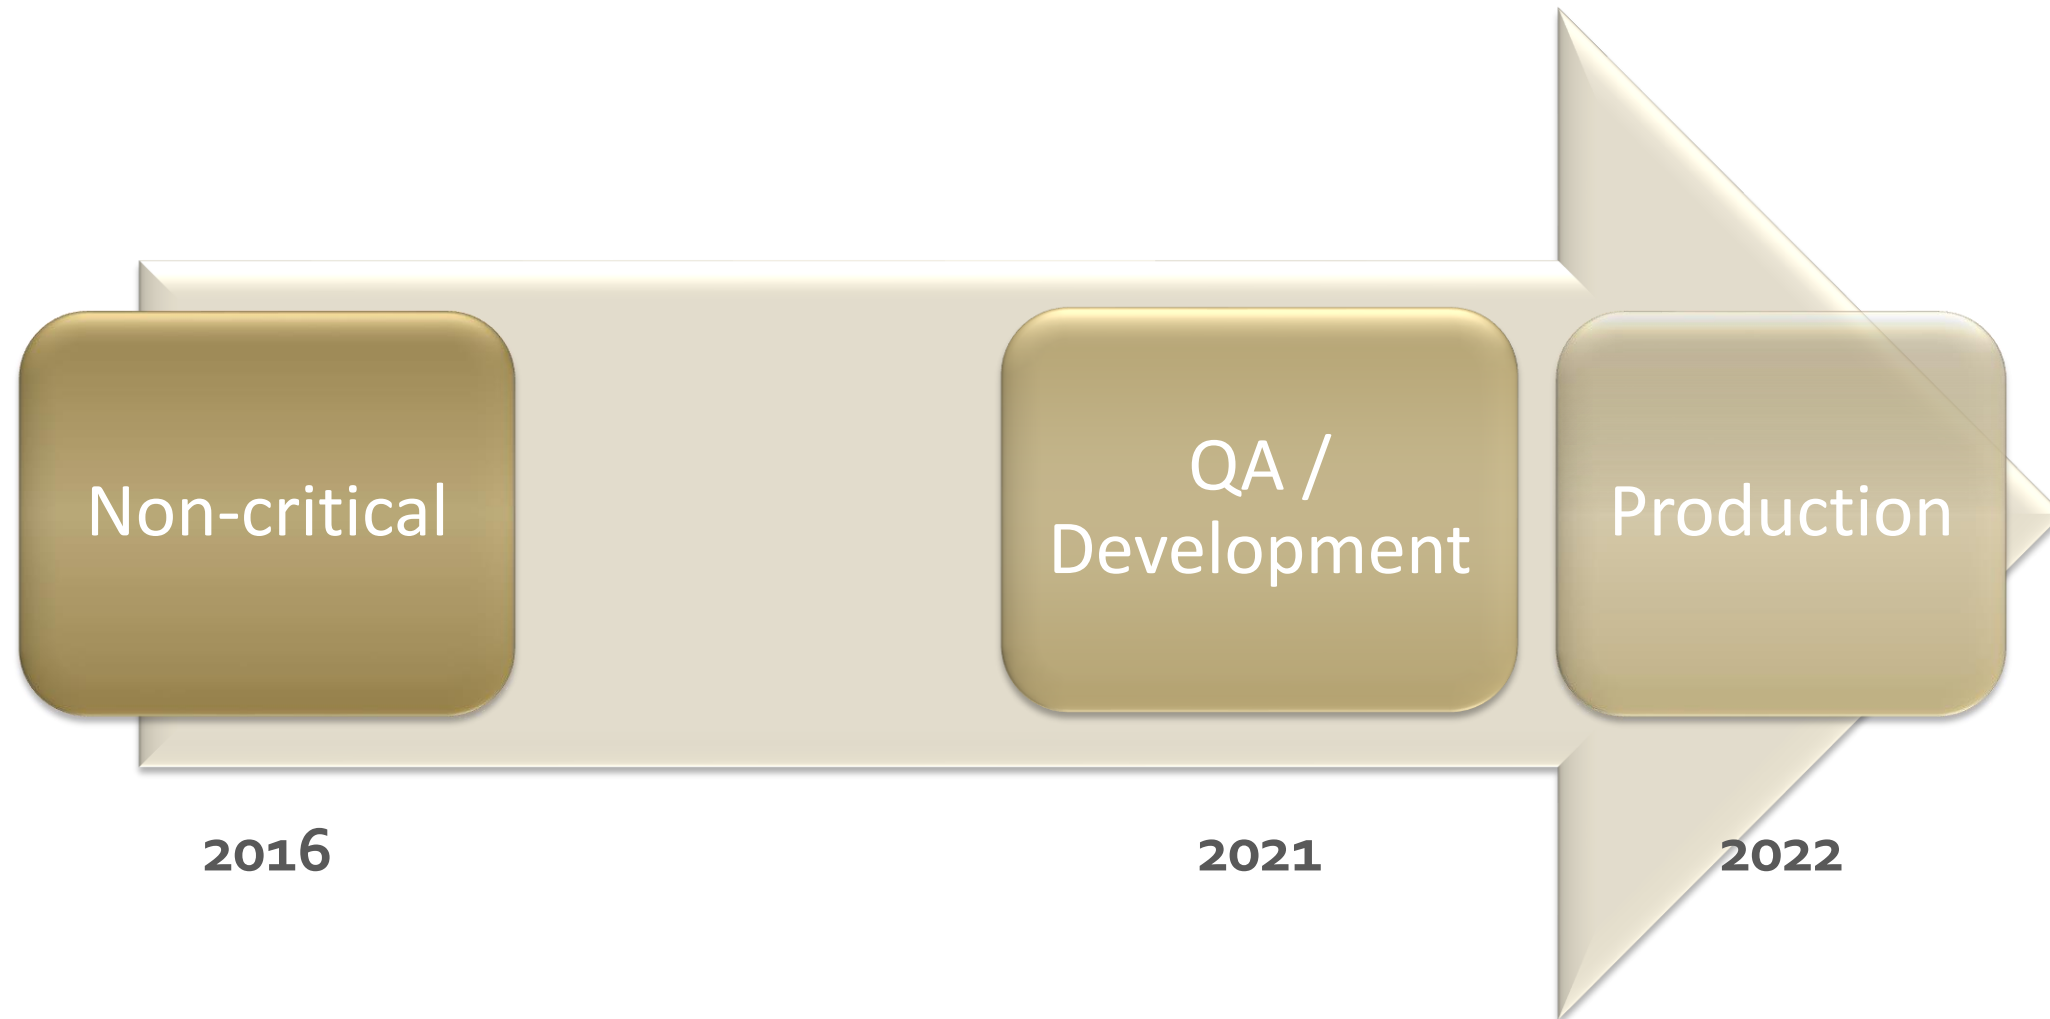 Non-critical
QA /
Development
Production
2016
2021
2022